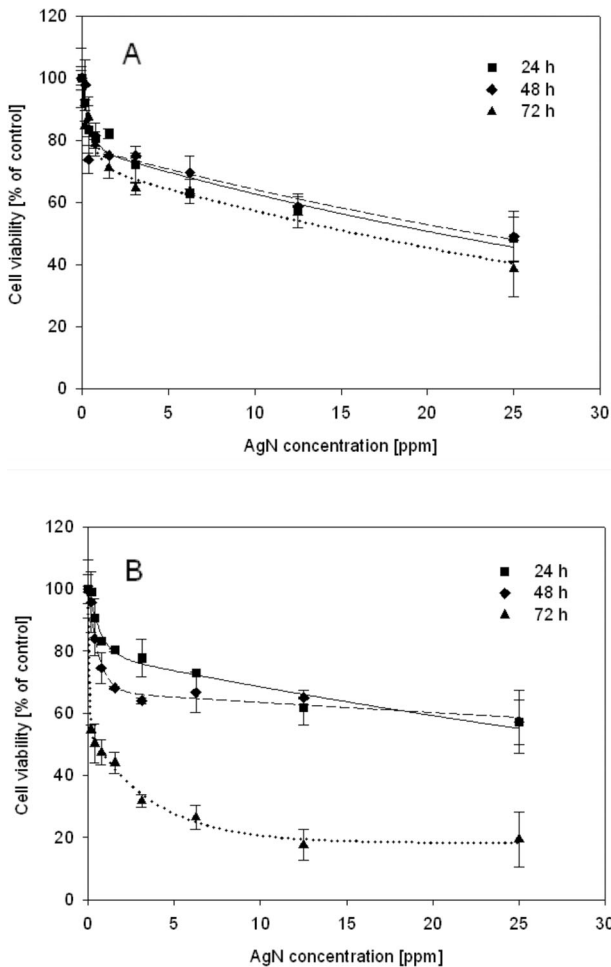 A
24 h
48 h
72 h
120
100
80
60
40
20
0
Cell viability [% of control]
0 5 10 15 20 25 30
AgN concentration [ppm]
B
24 h
48 h
72 h
120
100
80
60
40
20
0
Cell viability [% of control]
0 5 10 15 20 25 30
AgN concentration [ppm]